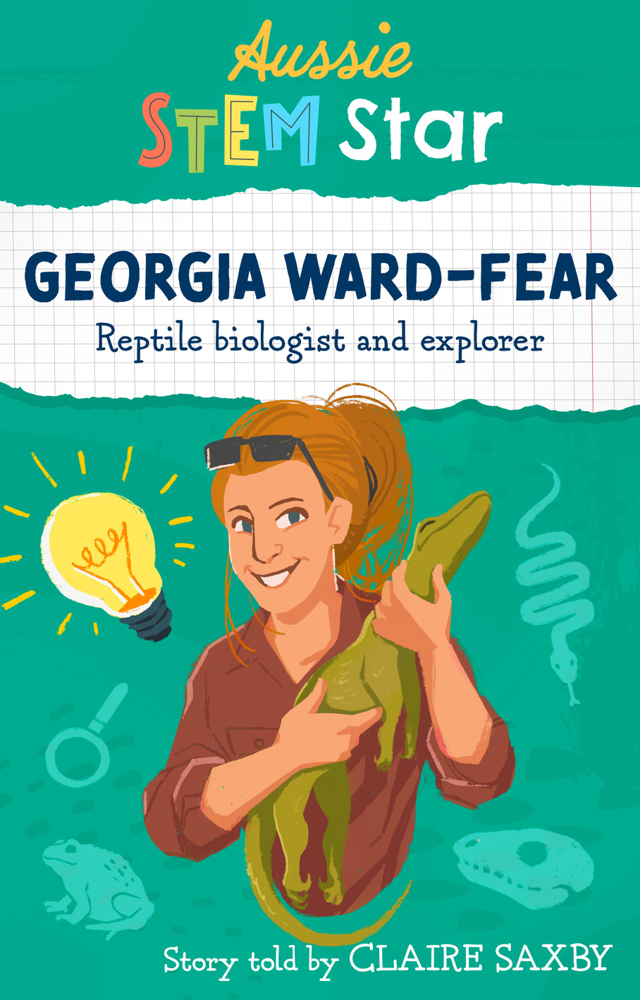 Aussie
STEM Star
GEORGIA WARD-FEAR
Reptile biologist and explorer
Story told by CLAIRE SAXBY